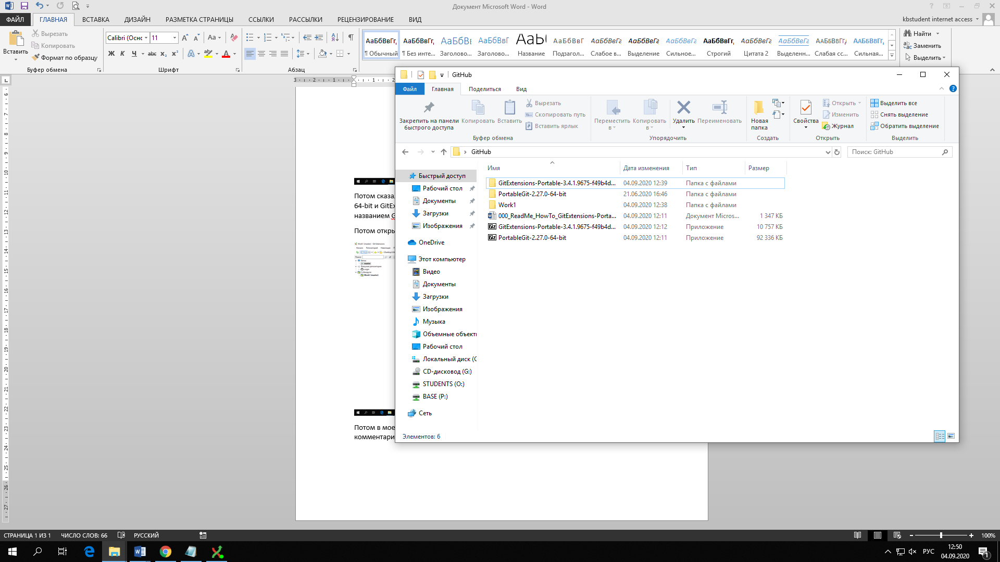 Документ Microsoft Word - Word
ФАЙЛ ГЛАВНАЯ ВСТАВКА ДИЗАЙН РАЗМЕТКА СТРАНИЦЫ ССЫЛКИ РАССЫЛКИ РЕЦЕНЗИРОВАНИЕ ВИД kbstudent internet access
Вставить
Вырезать
Копировать
Формат по образцу
Буфер обмена
Calibri (Оснс 11
Ж К Ч abc x₂ x²
Шрифт
Абзац
АаБбВвГг, АаБбВвГг, АаБбВв АаБбВвГ АаБбВвГ АаБбВвГг АаБбВвГг АаБбВвГг АаБбВвГг, АаБбВвГг АаБбВвГг
¶ Обычный ¶ Без инте... Заголово... Заголово... Название Подзагол... Слабое в... Выделение Сильное... Строгий Цитата 2 Выделенн... Слабая сс... Сильная...
Найти
Заменить
Выделить
Потом сказа
64-bit и GitEx
названием G
Потом откры
Потом в мое
комментари
GitHub
Файл Главная Поделиться Вид
Закрепить на панели быстрого доступа
Копировать
Вставить
Вырезать
Скопировать путь
Вставить ярлык
Буфер обмена
Переместить в
Копировать в
Удалить
Переименовать
Упорядочить
Новая папка
Создать
Свойства
Открыть
Изменить
Журнал
Открыть
Выделить все
Снять выделение
Обратить выделение
Выделить
GitHub
Поиск: GitHub
Имя Дата изменения Тип Размер
GitExtensions-Portable-3.4.1.9675-f49b4d... 04.09.2020 12:39 Папка с файлами
PortableGit-2.27.0-64-bit 21.06.2020 16:46 Папка с файлами
Work1 04.09.2020 12:38 Папка с файлами
000_ReadMe_HowTo_GitExtensions-Porta... 04.09.2020 12:11 Документ Micros... 1 347 КБ
GitExtensions-Portable-3.4.1.9675-f49b4d... 04.09.2020 12:12 Приложение 10 757 КБ
PortableGit-2.27.0-64-bit 04.09.2020 12:11 Приложение 92 336 КБ
Быстрый доступ
Рабочий стол
Документы
Загрузки
Изображения
OneDrive
Этот компьютер
Видео
Документы
Загрузки
Изображения
Музыка
Объемные объекты
Рабочий стол
Локальный диск (C
CD-дисковод (G:)
STUDENTS (O:)
BASE (P:)
Сеть
Элементов: 6
СТРАНИЦА 1 ИЗ 1 ЧИСЛО СЛОВ: 66 РУССКИЙ 100%
РУС 12:50
04.09.2020
1